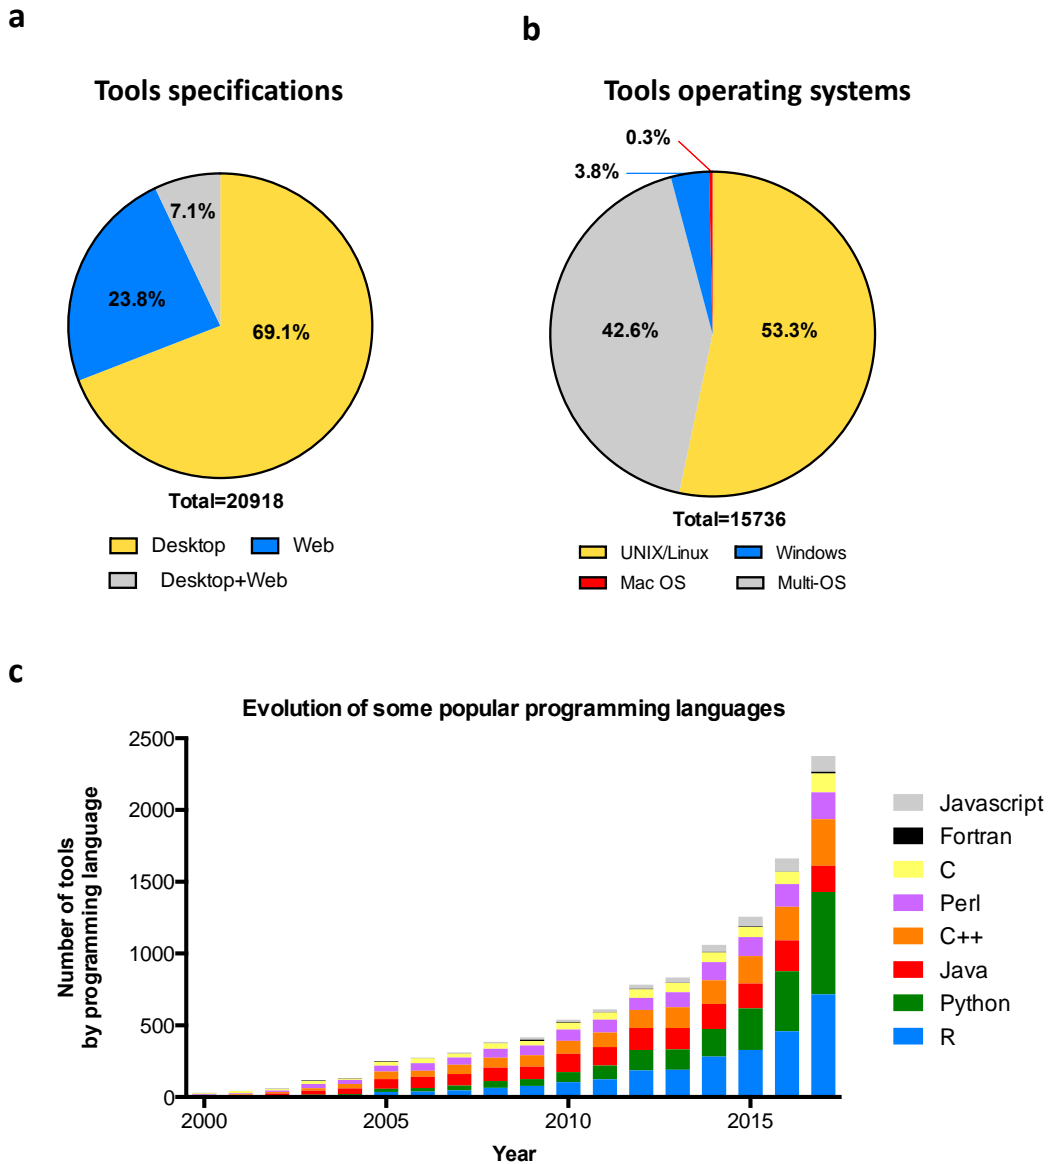 a
b
Tools specifications
Tools operating systems
0.3%
3.8%
7.1%
23.8%
69.1%
42.6%
53.3%
Total=20918
Total=15736
Desktop
Web
Desktop+Web
UNIX/Linux
Windows
Mac OS
Multi-OS
c
Evolution of some popular programming languages
Number of tools
by programming language
2500
2000
1500
1000
500
0
2000
2005
2010
2015
Year
Javascript
Fortran
C
Perl
C++
Java
Python
R